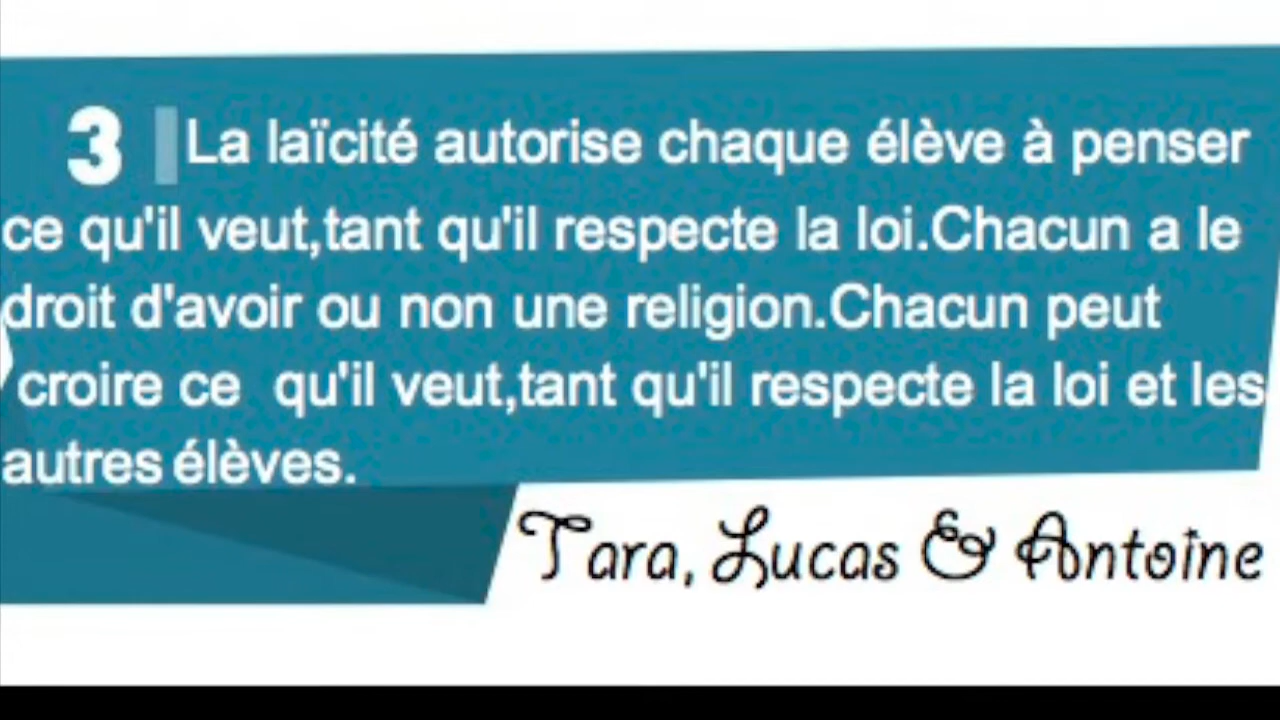 3 La laïcité autorise chaque élève à penser
ce qu'il veut,tant qu'il respecte la loi.Chacun a le
droit d'avoir ou non une religion.Chacun peut
croire ce  qu'il veut,tant qu'il respecte la loi et les
autres élèves.
Tara, Lucas & Antoine